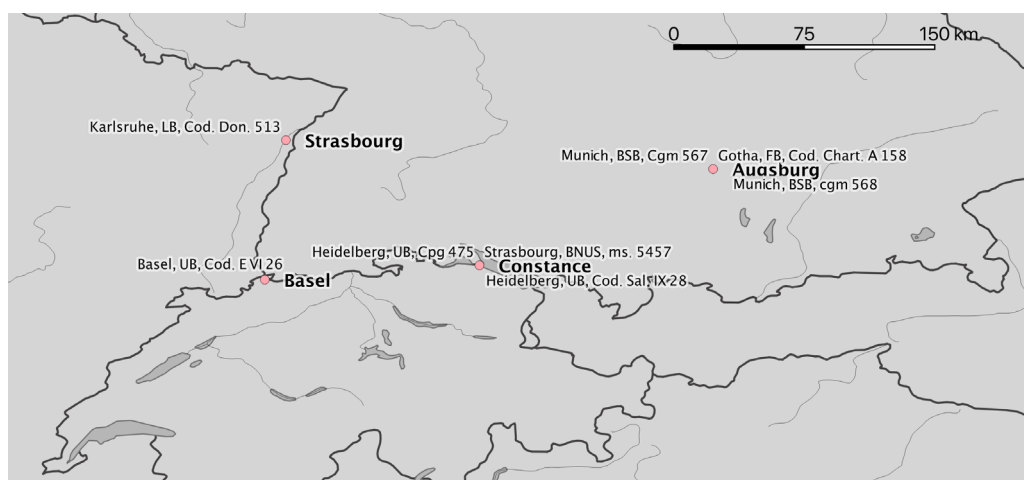 0 75 150 km
Karlsruhe, LB, Cod. Don. 513
Strasbourg
Munich, BSB, Cgm 567
Gotha, FB, Cod. Chart. A 158
Augsburg
Munich, BSB, cgm 568
Heidelberg, UB, Cpg 475
Strasbourg, BNUS, ms. 5457
Basel, UB, Cod. E VI 26
Constance
Basel
Heidelberg, UB, Cod. Sal. IX 28